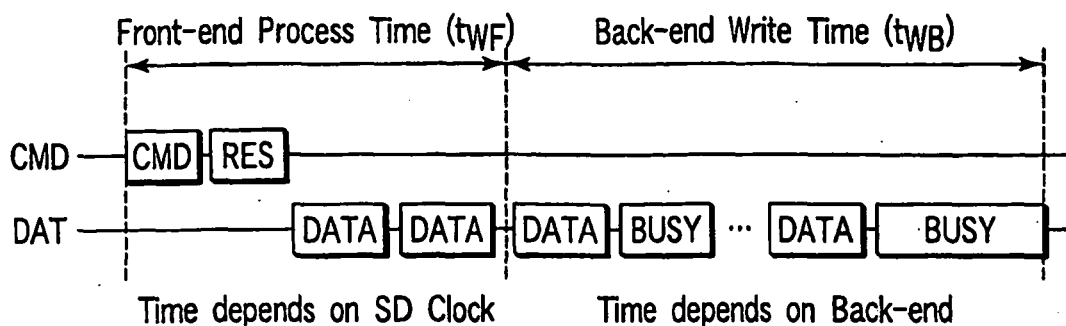 Front-end Process Time (tWF) Back-end Write Time (tWB)
CMD CMD RES
DAT DATA DATA DATA BUSY ... DATA BUSY
Time depends on SD Clock Time depends on Back-end